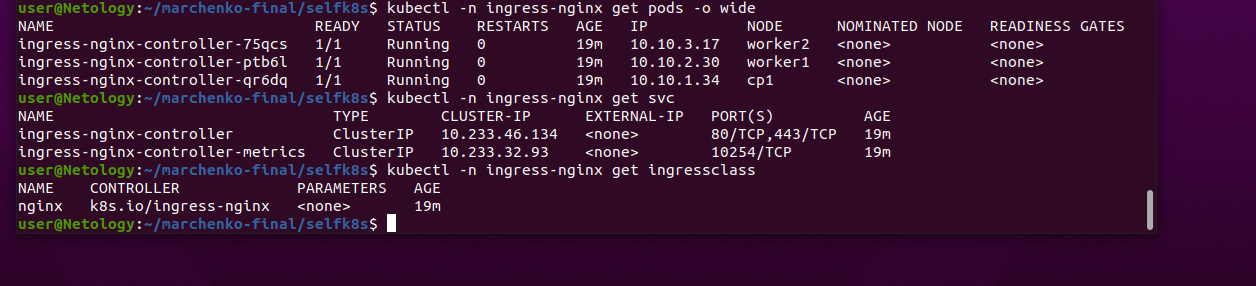 user@Netology:~/marchenko-final/selfk8s$ kubectl -n ingress-nginx get pods -o wide
NAME READY STATUS RESTARTS AGE IP NODE NOMINATED NODE READINESS GATES
ingress-nginx-controller-75qcs 1/1 Running 0 19m 10.10.3.17 worker2 <none> <none>
ingress-nginx-controller-ptb6l 1/1 Running 0 19m 10.10.2.30 worker1 <none> <none>
ingress-nginx-controller-qr6dq 1/1 Running 0 19m 10.10.1.34 cp1 <none> <none>
user@Netology:~/marchenko-final/selfk8s$ kubectl -n ingress-nginx get svc
NAME TYPE CLUSTER-IP EXTERNAL-IP PORT(S) AGE
ingress-nginx-controller ClusterIP 10.233.46.134 <none> 80/TCP,443/TCP 19m
ingress-nginx-controller-metrics ClusterIP 10.233.32.93 <none> 10254/TCP 19m
user@Netology:~/marchenko-final/selfk8s$ kubectl -n ingress-nginx get ingressclass
NAME CONTROLLER PARAMETERS AGE
nginx k8s.io/ingress-nginx <none> 19m
user@Netology:~/marchenko-final/selfk8s$